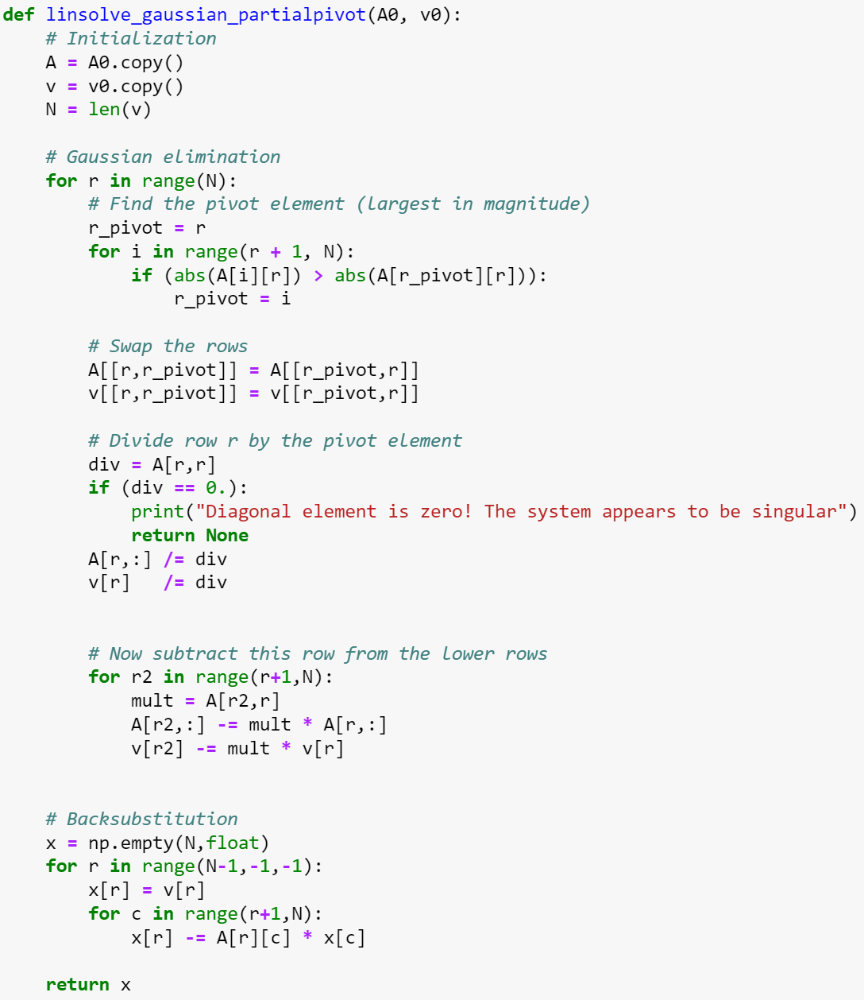 def linsolve_gaussian_partialpivot(A0, v0):
    # Initialization
    A = A0.copy()
    v = v0.copy()
    N = len(v)

    # Gaussian elimination
    for r in range(N):
        # Find the pivot element (largest in magnitude)
        r_pivot = r
        for i in range(r + 1, N):
            if (abs(A[i][r]) > abs(A[r_pivot][r])):
                r_pivot = i

        # Swap the rows
        A[[r,r_pivot]] = A[[r_pivot,r]]
        v[[r,r_pivot]] = v[[r_pivot,r]]

        # Divide row r by the pivot element
        div = A[r,r]
        if (div == 0.):
            print("Diagonal element is zero! The system appears to be singular")
            return None
        A[r,:] /= div
        v[r]   /= div


        # Now subtract this row from the lower rows
        for r2 in range(r+1,N):
            mult = A[r2,r]
            A[r2,:] -= mult * A[r,:]
            v[r2] -= mult * v[r]


    # Backsubstitution
    x = np.empty(N,float)
    for r in range(N-1,-1,-1):
        x[r] = v[r]
        for c in range(r+1,N):
            x[r] -= A[r][c] * x[c]

    return x